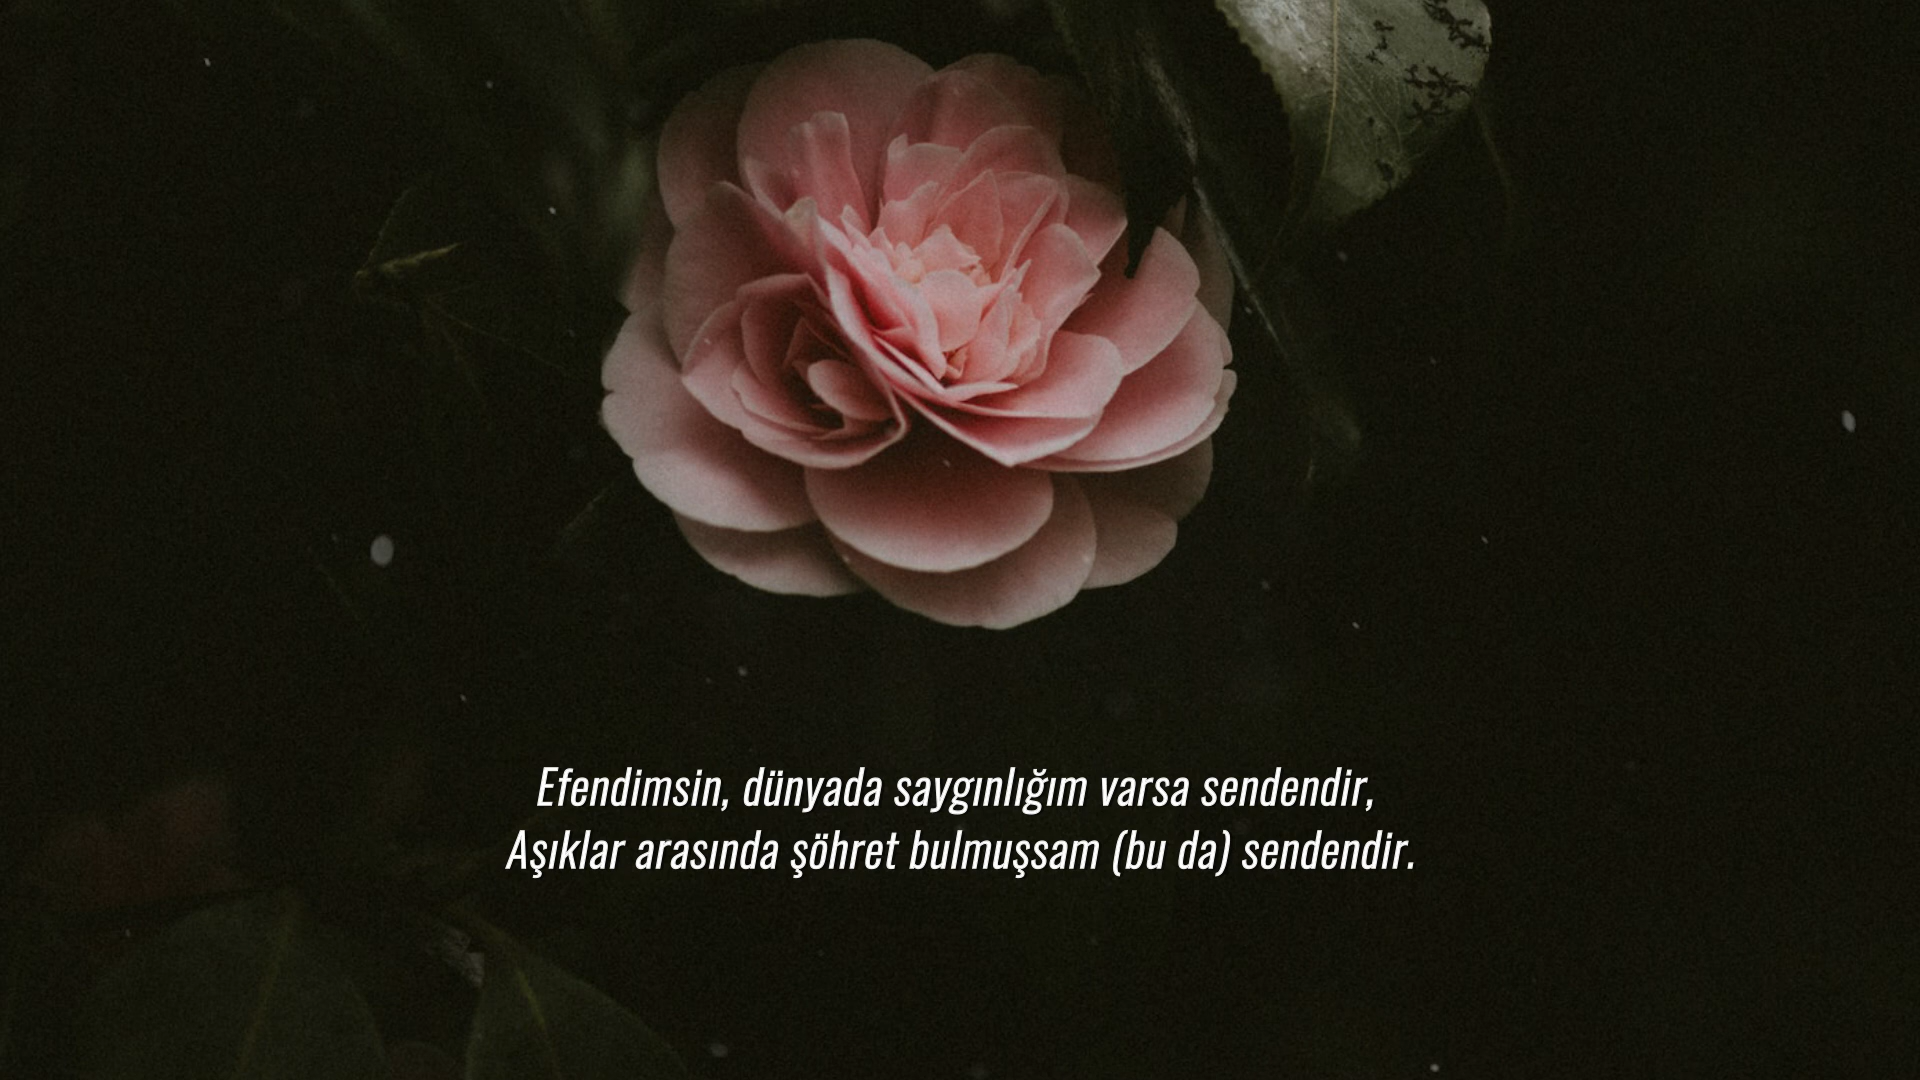 Efendimsin, dünyada saygınlığım varsa sendendir,
Aşıklar arasında şöhret bulmuşsam (bu da) sendendir.